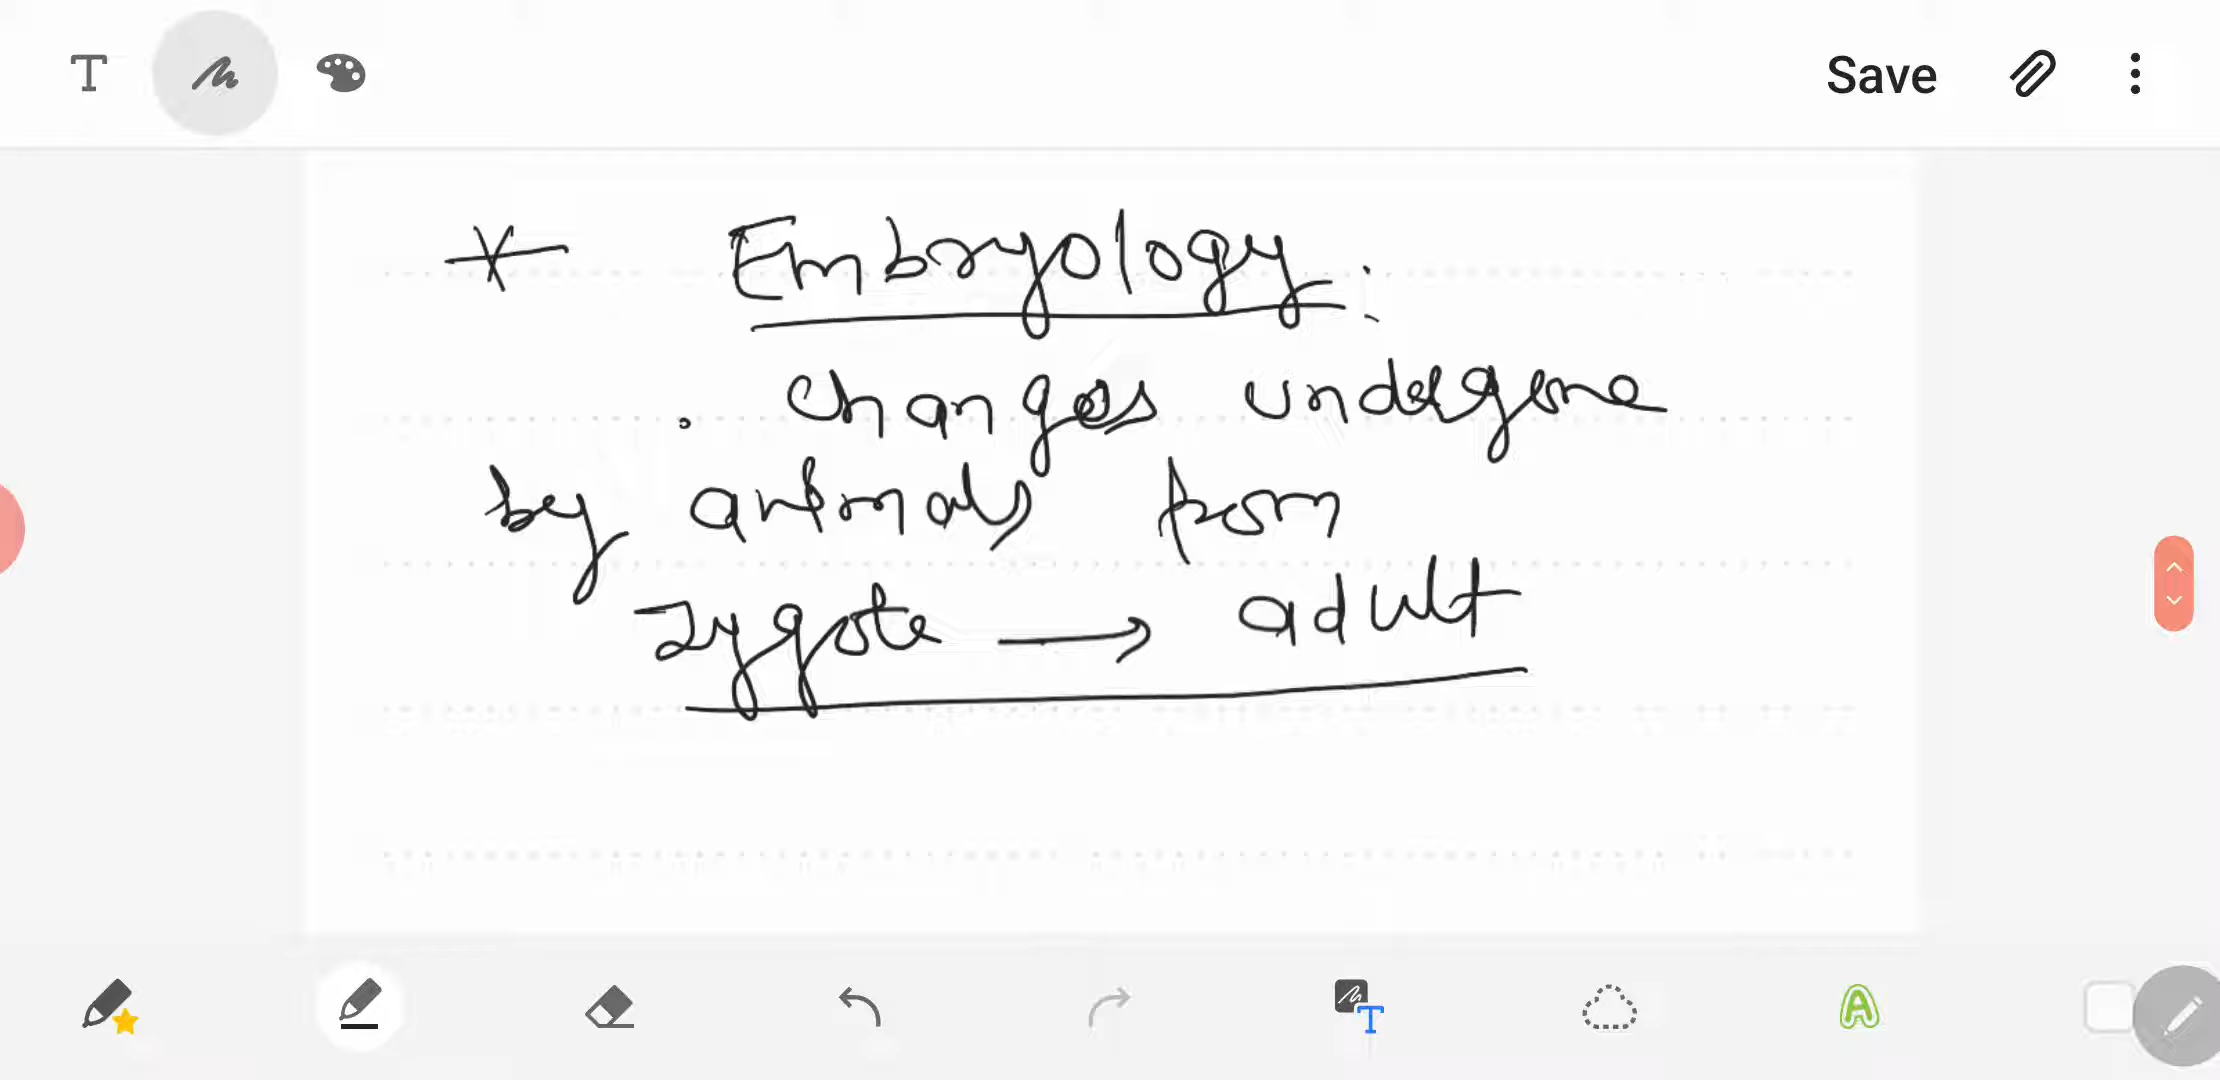 Save
* Embryology:
. Changes undergone
by animals from
zygote → adult